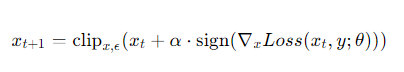 x_{t+1} = clip_{x,ϵ}(x_t + α · sign(∇_x Loss(x_t, y; θ)))